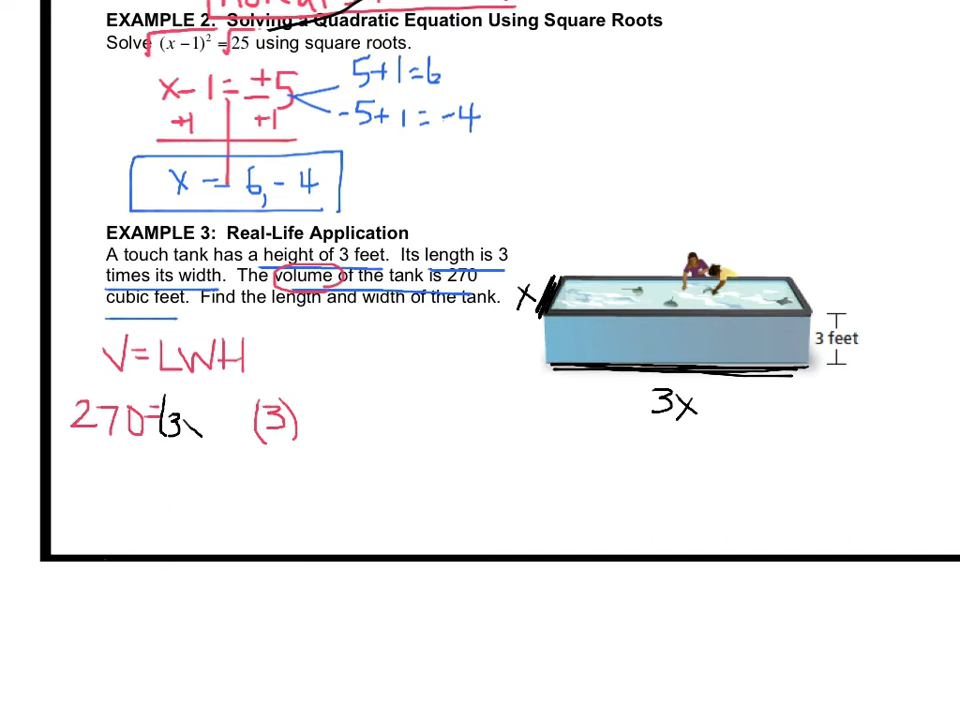 EXAMPLE 2: Solving a Quadratic Equation Using Square Roots
Solve √(x – 1)² = √25 using square roots.
x - 1 = ± 5
5 + 1 = 6
-5 + 1 = -4
+1 +1
x = 6, -4
EXAMPLE 3: Real-Life Application
A touch tank has a height of 3 feet. Its length is 3
times its width. The volume of the tank is 270
cubic feet. Find the length and width of the tank.
x
3 feet
V = LWH
3x
270 = (3x (3)